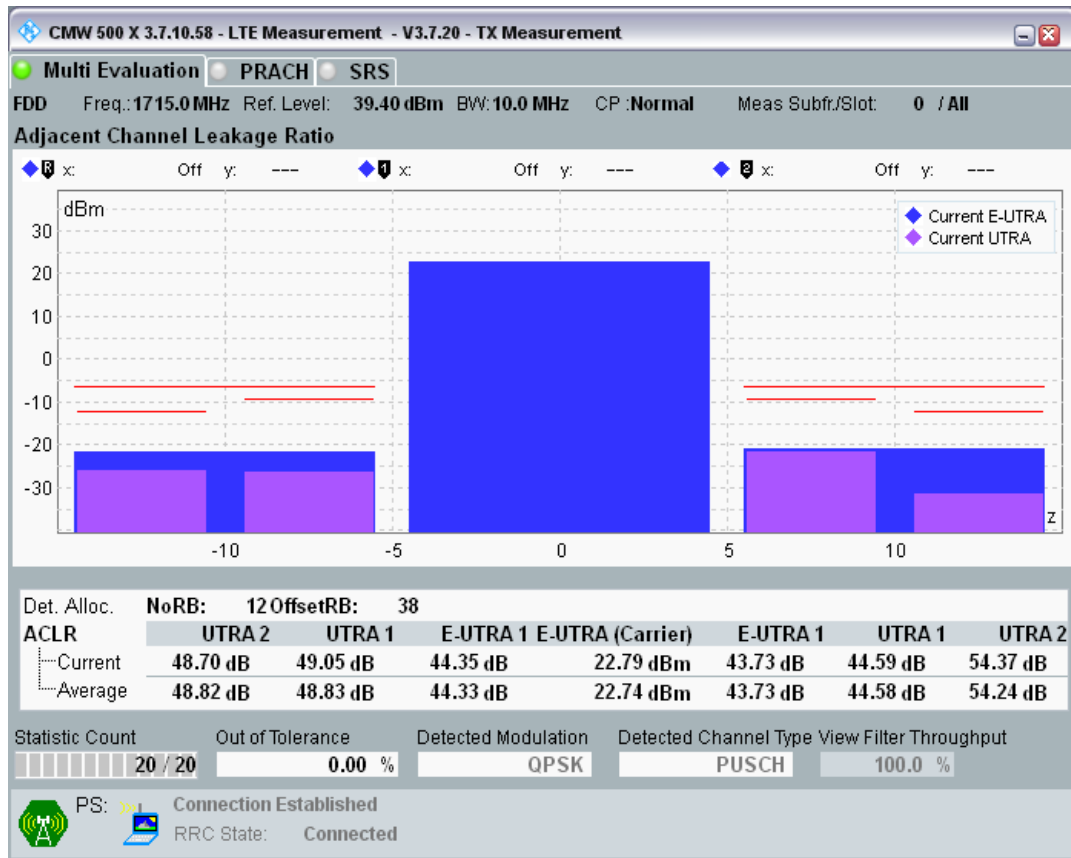 CMW 500 X 3.7.10.58 - LTE Measurement - V3.7.20 - TX Measurement
Multi Evaluation PRACH SRS
FDD Freq.:1715.0 MHz Ref. Level: 39.40 dBm BW:10.0 MHz CP :Normal Meas Subfr./Slot: 0 / All
Adjacent Channel Leakage Ratio
R x: Off y: --- 1 x: Off y: --- 2 x: Off y: ---
dBm
Current E-UTRA
Current UTRA
30
20
10
0
-10
-20
-30
z
-10 -5 0 5 10
Det. Alloc. NoRB: 12 OffsetRB: 38
ACLR UTRA 2 UTRA 1 E-UTRA 1 E-UTRA (Carrier) E-UTRA 1 UTRA 1 UTRA 2
Current 48.70 dB 49.05 dB 44.35 dB 22.79 dBm 43.73 dB 44.59 dB 54.37 dB
Average 48.82 dB 48.83 dB 44.33 dB 22.74 dBm 43.73 dB 44.58 dB 54.24 dB
Statistic Count Out of Tolerance Detected Modulation Detected Channel Type View Filter Throughput
20 / 20 0.00 % QPSK PUSCH 100.0 %
PS: Connection Established
RRC State: Connected